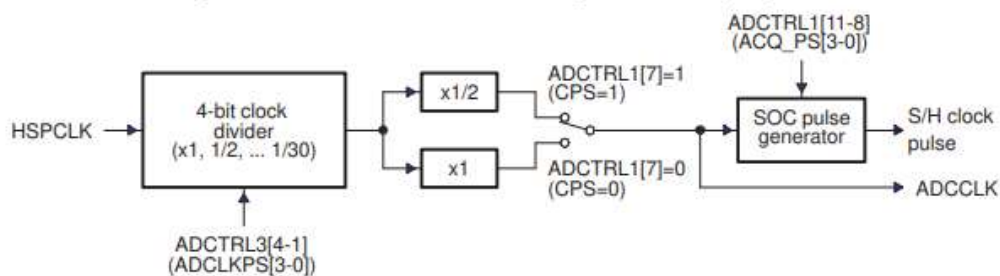 ADCTRL1[11-8]
(ACQ_PS[3-0])
ADCTRL1[7]=1
(CPS=1)
4-bit clock
divider
(x1, 1/2, ... 1/30)
x1/2
HSPCLK
SOC pulse
generator
S/H clock
pulse
x1
ADCTRL1[7]=0
(CPS=0)
ADCCLK
ADCTRL3[4-1]
(ADCLKPS[3-0])